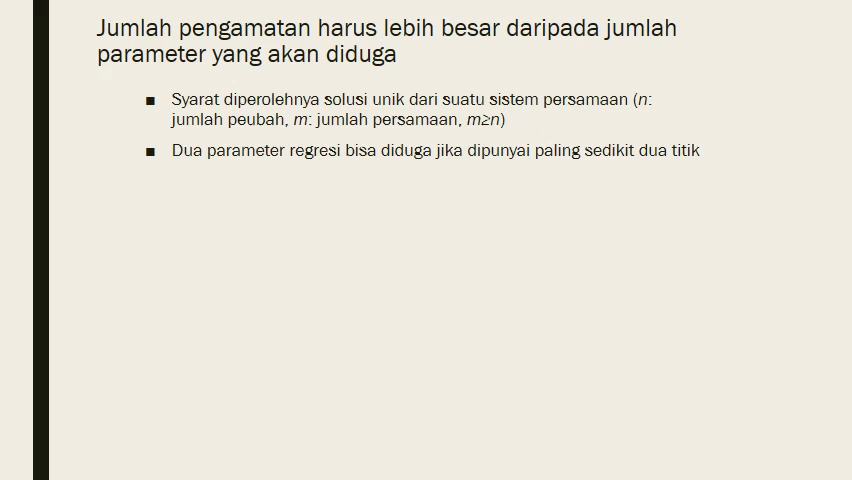 Jumlah pengamatan harus lebih besar daripada jumlah
parameter yang akan diduga
■ Syarat diperolehnya solusi unik dari suatu sistem persamaan (n:
jumlah peubah, m: jumlah persamaan, m≥n)
■ Dua parameter regresi bisa diduga jika dipunyai paling sedikit dua titik